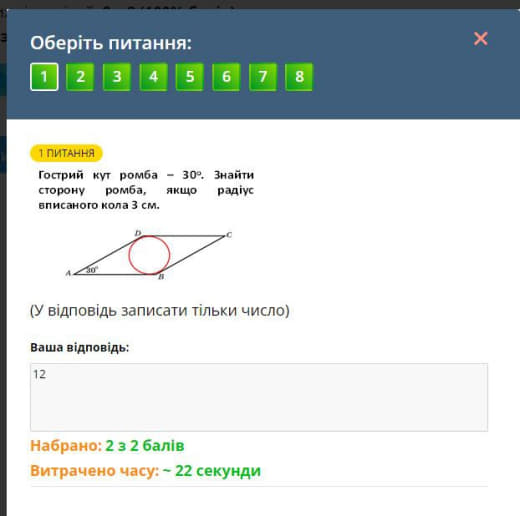 Оберіть питання:
1 2 3 4 5 6 7 8
1 ПИТАННЯ
Гострий кут ромба – 30°. Знайти
сторону ромба, якщо радіус
вписаного кола 3 см.
D
C
A
30°
B
(У відповідь записати тільки число)
Ваша відповідь:
12
Набрано: 2 з 2 балів
Витрачено часу: ~ 22 секунди